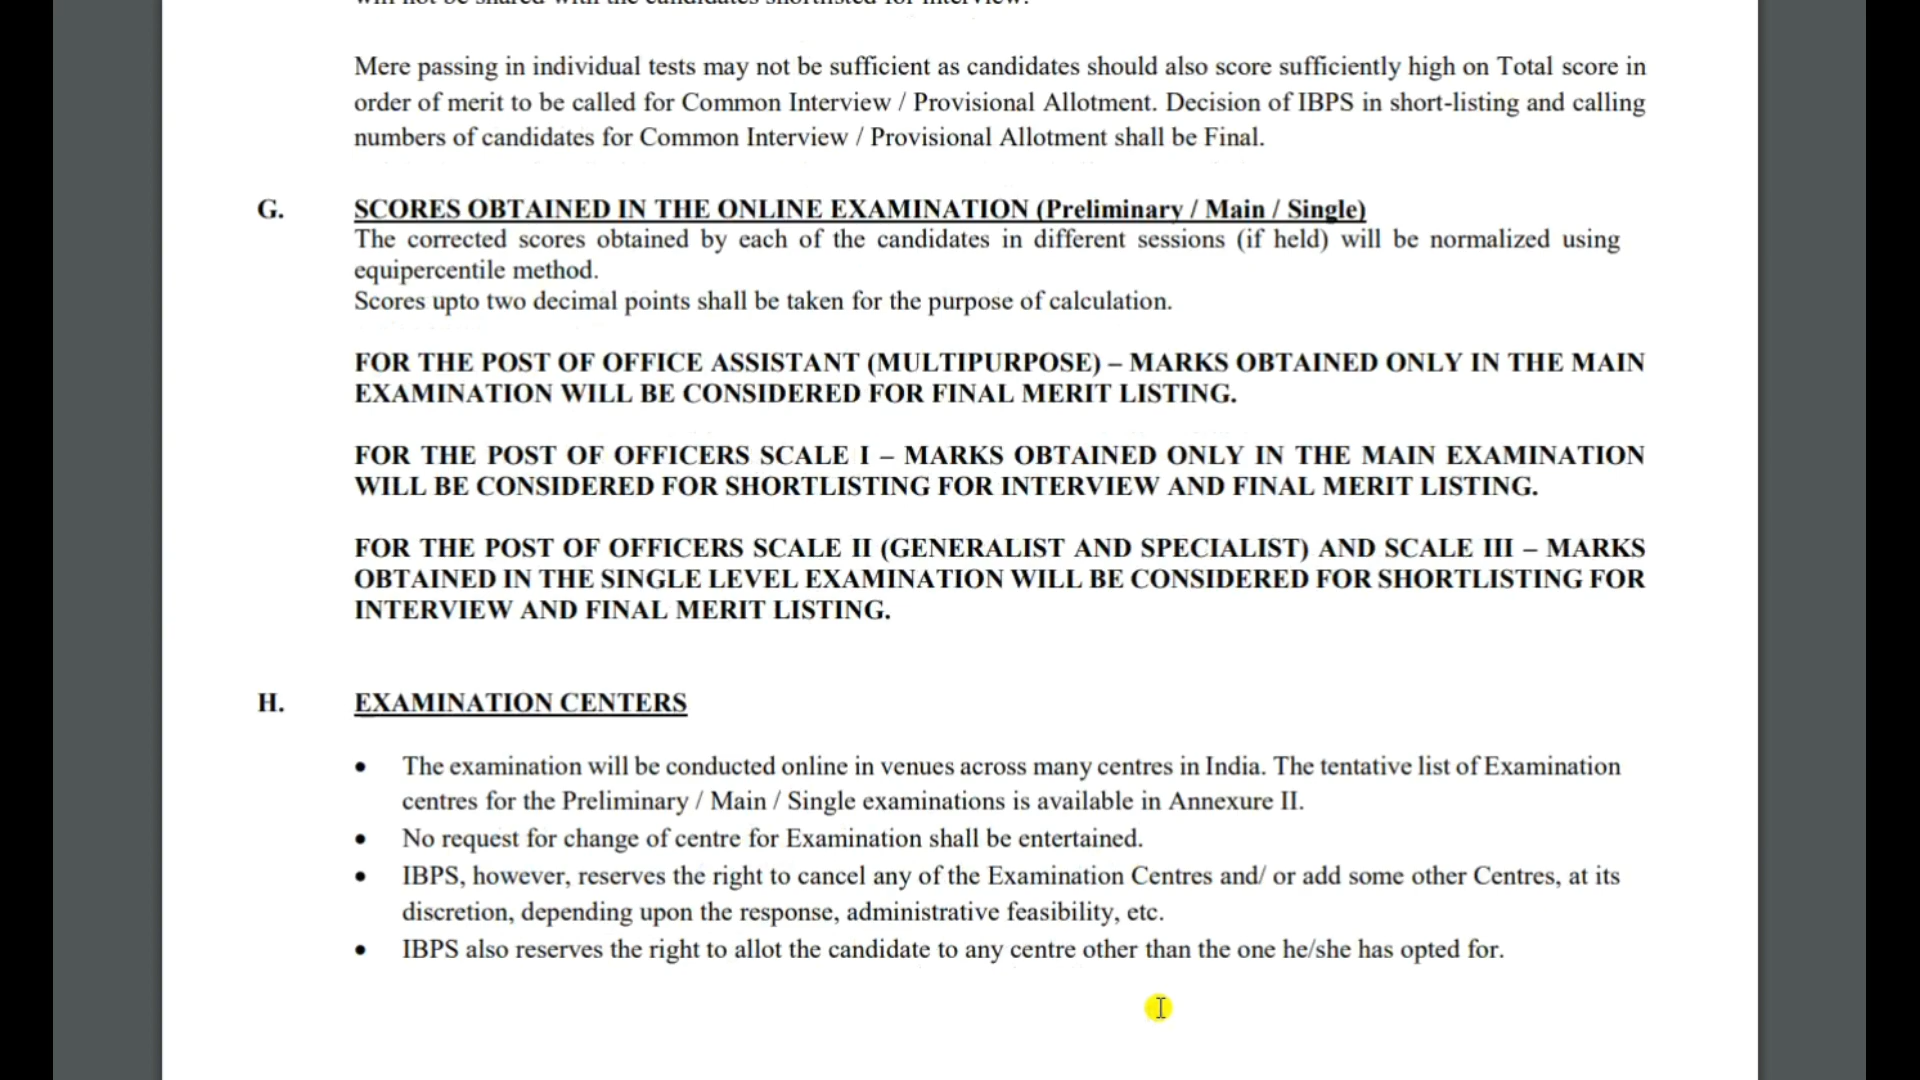 will not be shared with the candidates shortlisted for interview.
Mere passing in individual tests may not be sufficient as candidates should also score sufficiently high on Total score in
order of merit to be called for Common Interview / Provisional Allotment. Decision of IBPS in short-listing and calling
numbers of candidates for Common Interview / Provisional Allotment shall be Final.
G. SCORES OBTAINED IN THE ONLINE EXAMINATION (Preliminary / Main / Single)
The corrected scores obtained by each of the candidates in different sessions (if held) will be normalized using
equipercentile method.
Scores upto two decimal points shall be taken for the purpose of calculation.
FOR THE POST OF OFFICE ASSISTANT (MULTIPURPOSE) – MARKS OBTAINED ONLY IN THE MAIN
EXAMINATION WILL BE CONSIDERED FOR FINAL MERIT LISTING.
FOR THE POST OF OFFICERS SCALE I – MARKS OBTAINED ONLY IN THE MAIN EXAMINATION
WILL BE CONSIDERED FOR SHORTLISTING FOR INTERVIEW AND FINAL MERIT LISTING.
FOR THE POST OF OFFICERS SCALE II (GENERALIST AND SPECIALIST) AND SCALE III – MARKS
OBTAINED IN THE SINGLE LEVEL EXAMINATION WILL BE CONSIDERED FOR SHORTLISTING FOR
INTERVIEW AND FINAL MERIT LISTING.
H. EXAMINATION CENTERS
• The examination will be conducted online in venues across many centres in India. The tentative list of Examination
centres for the Preliminary / Main / Single examinations is available in Annexure II.
• No request for change of centre for Examination shall be entertained.
• IBPS, however, reserves the right to cancel any of the Examination Centres and/ or add some other Centres, at its
discretion, depending upon the response, administrative feasibility, etc.
• IBPS also reserves the right to allot the candidate to any centre other than the one he/she has opted for.